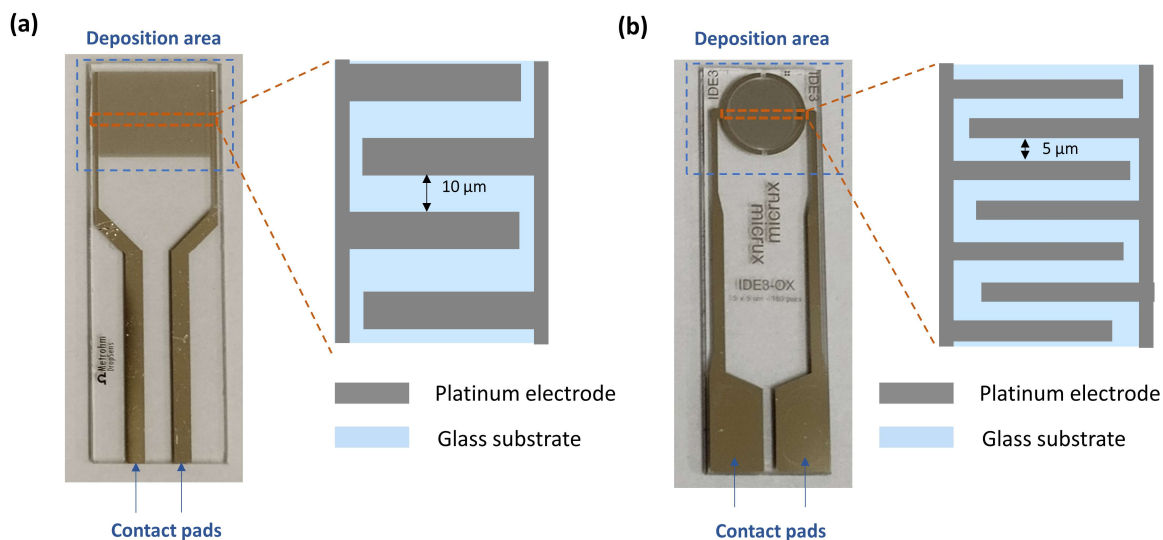 (a)
Deposition area
10 µm
Metrohm
DropSens
Platinum electrode
Glass substrate
Contact pads
(b)
Deposition area
IDE3
IDE3
5 µm
micrux
micrux
IDE3-OX
Platinum electrode
Glass substrate
Contact pads